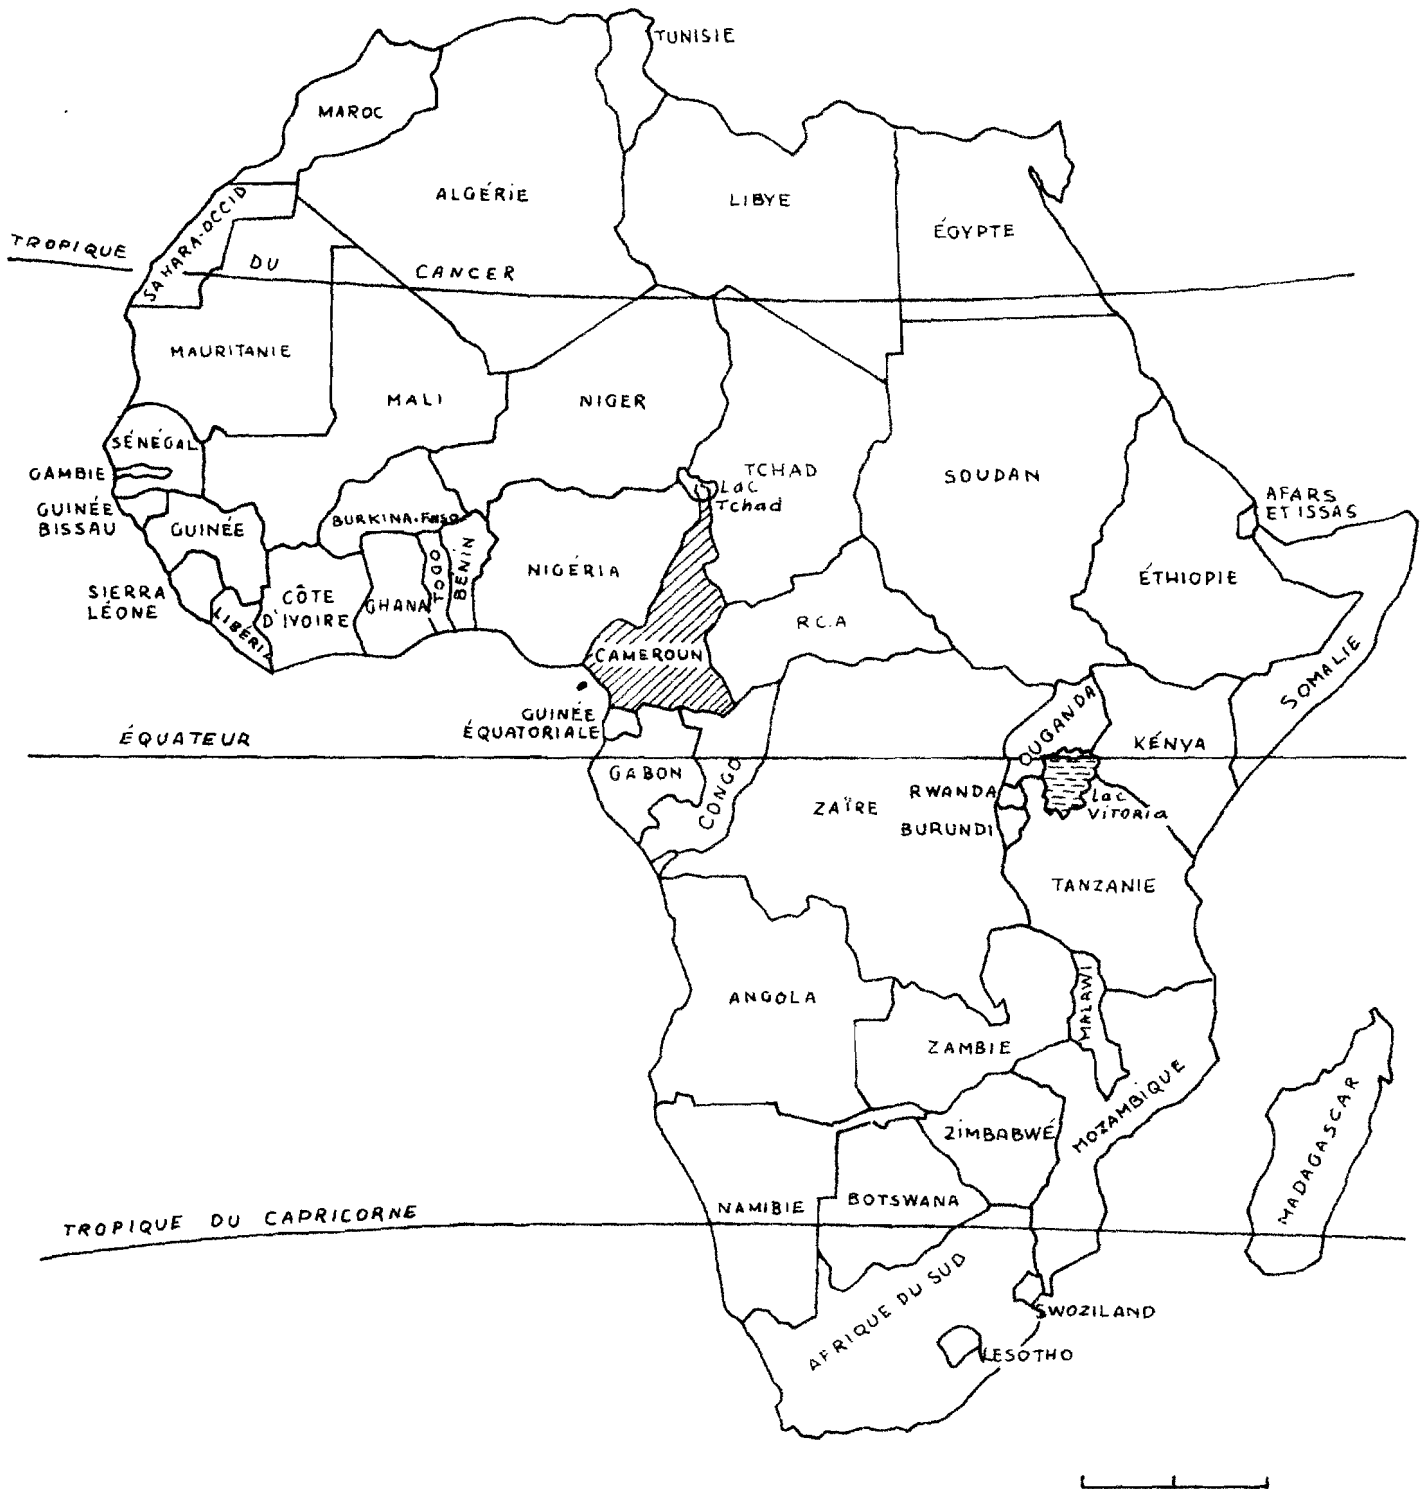 TUNISIE
MAROC
ALGÉRIE
LIBYE
ÉGYPTE
SAHARA-OCCID
TROPIQUE DU CANCER
MAURITANIE
MALI
NIGER
TCHAD
Lac
Tchad
SOUDAN
SÉNÉGAL
GAMBIE
GUINÉE
BISSAU
GUINÉE
BURKINA-Faso
AFARS
ET ISSAS
SIERRA
LÉONE
LIBÉRIA
CÔTE
D'IVOIRE
GHANA
TOGO
BÉNIN
NIGÉRIA
ÉTHIOPIE
R.C.A
CAMEROUN
SOMALIE
GUINÉE
ÉQUATORIALE
OUGANDA
KÉNYA
ÉQUATEUR
GABON
CONGO
ZAÏRE
RWANDA
BURUNDI
Lac
Vitoria
TANZANIE
ANGOLA
MALAWI
ZAMBIE
MOZAMBIQUE
MADAGASCAR
ZIMBABWÉ
NAMIBIE
BOTSWANA
TROPIQUE DU CAPRICORNE
AFRIQUE DU SUD
SWOZILAND
LESOTHO